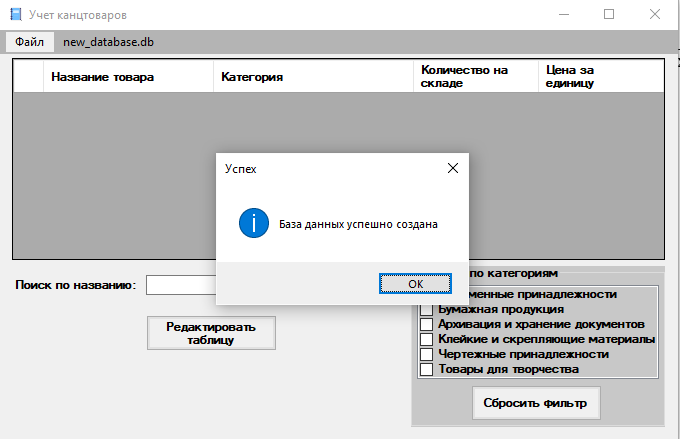 Учет канцтоваров
Файл new_database.db
Название товара Категория Количество на складе Цена за единицу
Успех
База данных успешно создана
OK
Поиск по названию:
Редактировать таблицу
по категориям
менные принадлежности
Бумажная продукция
Архивация и хранение документов
Клейкие и скрепляющие материалы
Чертежные принадлежности
Товары для творчества
Сбросить фильтр